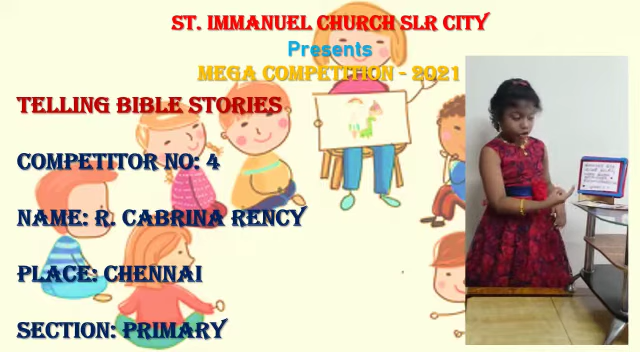 ST. IMMANUEL CHURCH SLR CITY
Presents
MEGA COMPETITION - 2021
TELLING BIBLE STORIES
COMPETITOR NO: 4
NAME: R. CABRINA RENCY
PLACE: CHENNAI
SECTION: PRIMARY